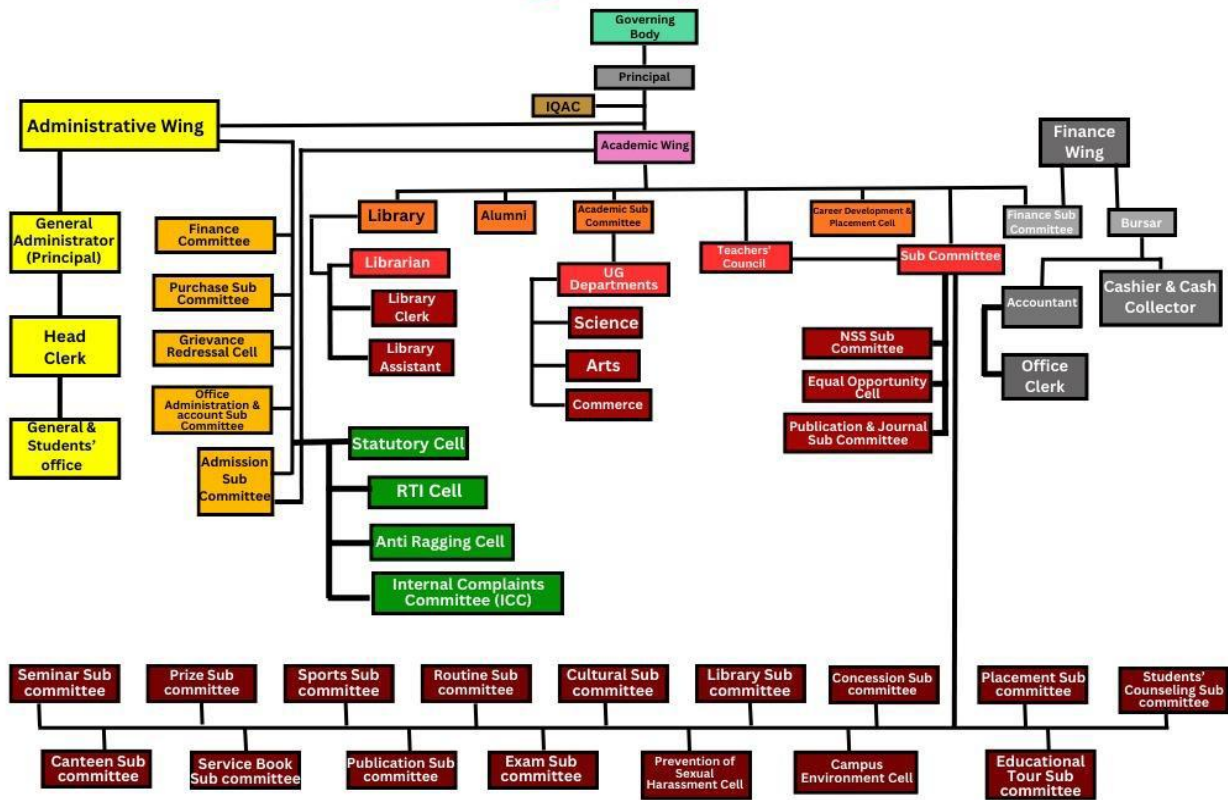 Governing
Body
Principal
IQAC
Administrative Wing
Academic Wing
Finance
Wing
General
Administrator
(Principal)
Head
Clerk
General &
Students'
office
Finance
Committee
Purchase Sub
Committee
Grievance
Redressal Cell
Office
Administration &
account Sub
Committee
Admission
Sub
Committee
Library
Librarian
Library
Clerk
Library
Assistant
Alumni
Academic Sub
Committee
UG
Departments
Science
Arts
Commerce
Teachers'
Council
Career Development &
Placement Cell
Sub Committee
NSS Sub
Committee
Equal Opportunity
Cell
Publication & Journal
Sub Committee
Finance Sub
Committee
Bursar
Accountant
Cashier & Cash
Collector
Office
Clerk
Statutory Cell
RTI Cell
Anti Ragging Cell
Internal Complaints
Committee (ICC)
Seminar Sub
committee
Prize Sub
committee
Sports Sub
committee
Routine Sub
committee
Cultural Sub
committee
Library Sub
committee
Concession Sub
committee
Placement Sub
committee
Students'
Counseling Sub
committee
Canteen Sub
committee
Service Book
Sub committee
Publication Sub
committee
Exam Sub
committee
Prevention of
Sexual
Harassment Cell
Campus
Environment Cell
Educational
Tour Sub
committee